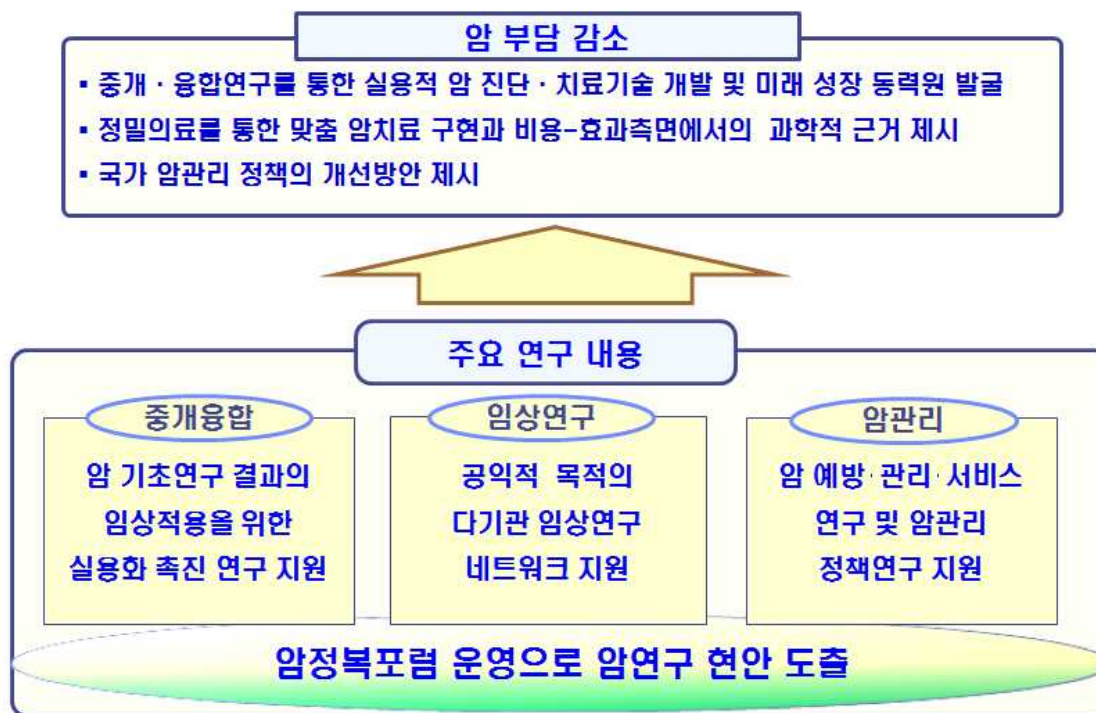 암 부담 감소
▪ 중개 · 융합연구를 통한 실용적 암 진단 · 치료기술 개발 및 미래 성장 동력원 발굴
▪ 정밀의료를 통한 맞춤 암치료 구현과 비용-효과측면에서의 과학적 근거 제시
▪ 국가 암관리 정책의 개선방안 제시
주요 연구 내용
중개융합
암 기초연구 결과의
임상적용을 위한
실용화 촉진 연구 지원
임상연구
공익적 목적의
다기관 임상연구
네트워크 지원
암관리
암 예방·관리·서비스
연구 및 암관리
정책연구 지원
암정복포럼 운영으로 암연구 현안 도출